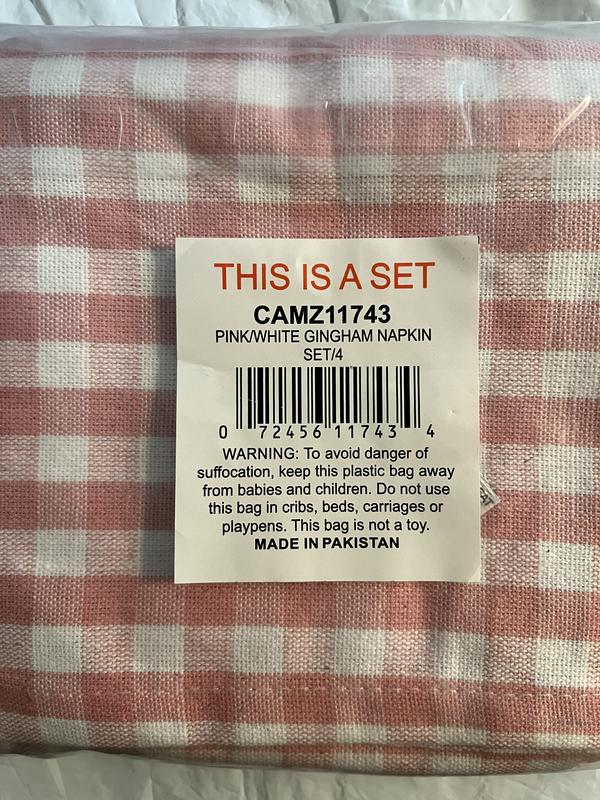 THIS IS A SET
CAMZ11743
PINK/WHITE GINGHAM NAPKIN
SET/4
0 72456 11743 4
WARNING: To avoid danger of
suffocation, keep this plastic bag away
from babies and children. Do not use
this bag in cribs, beds, carriages or
playpens. This bag is not a toy.
MADE IN PAKISTAN